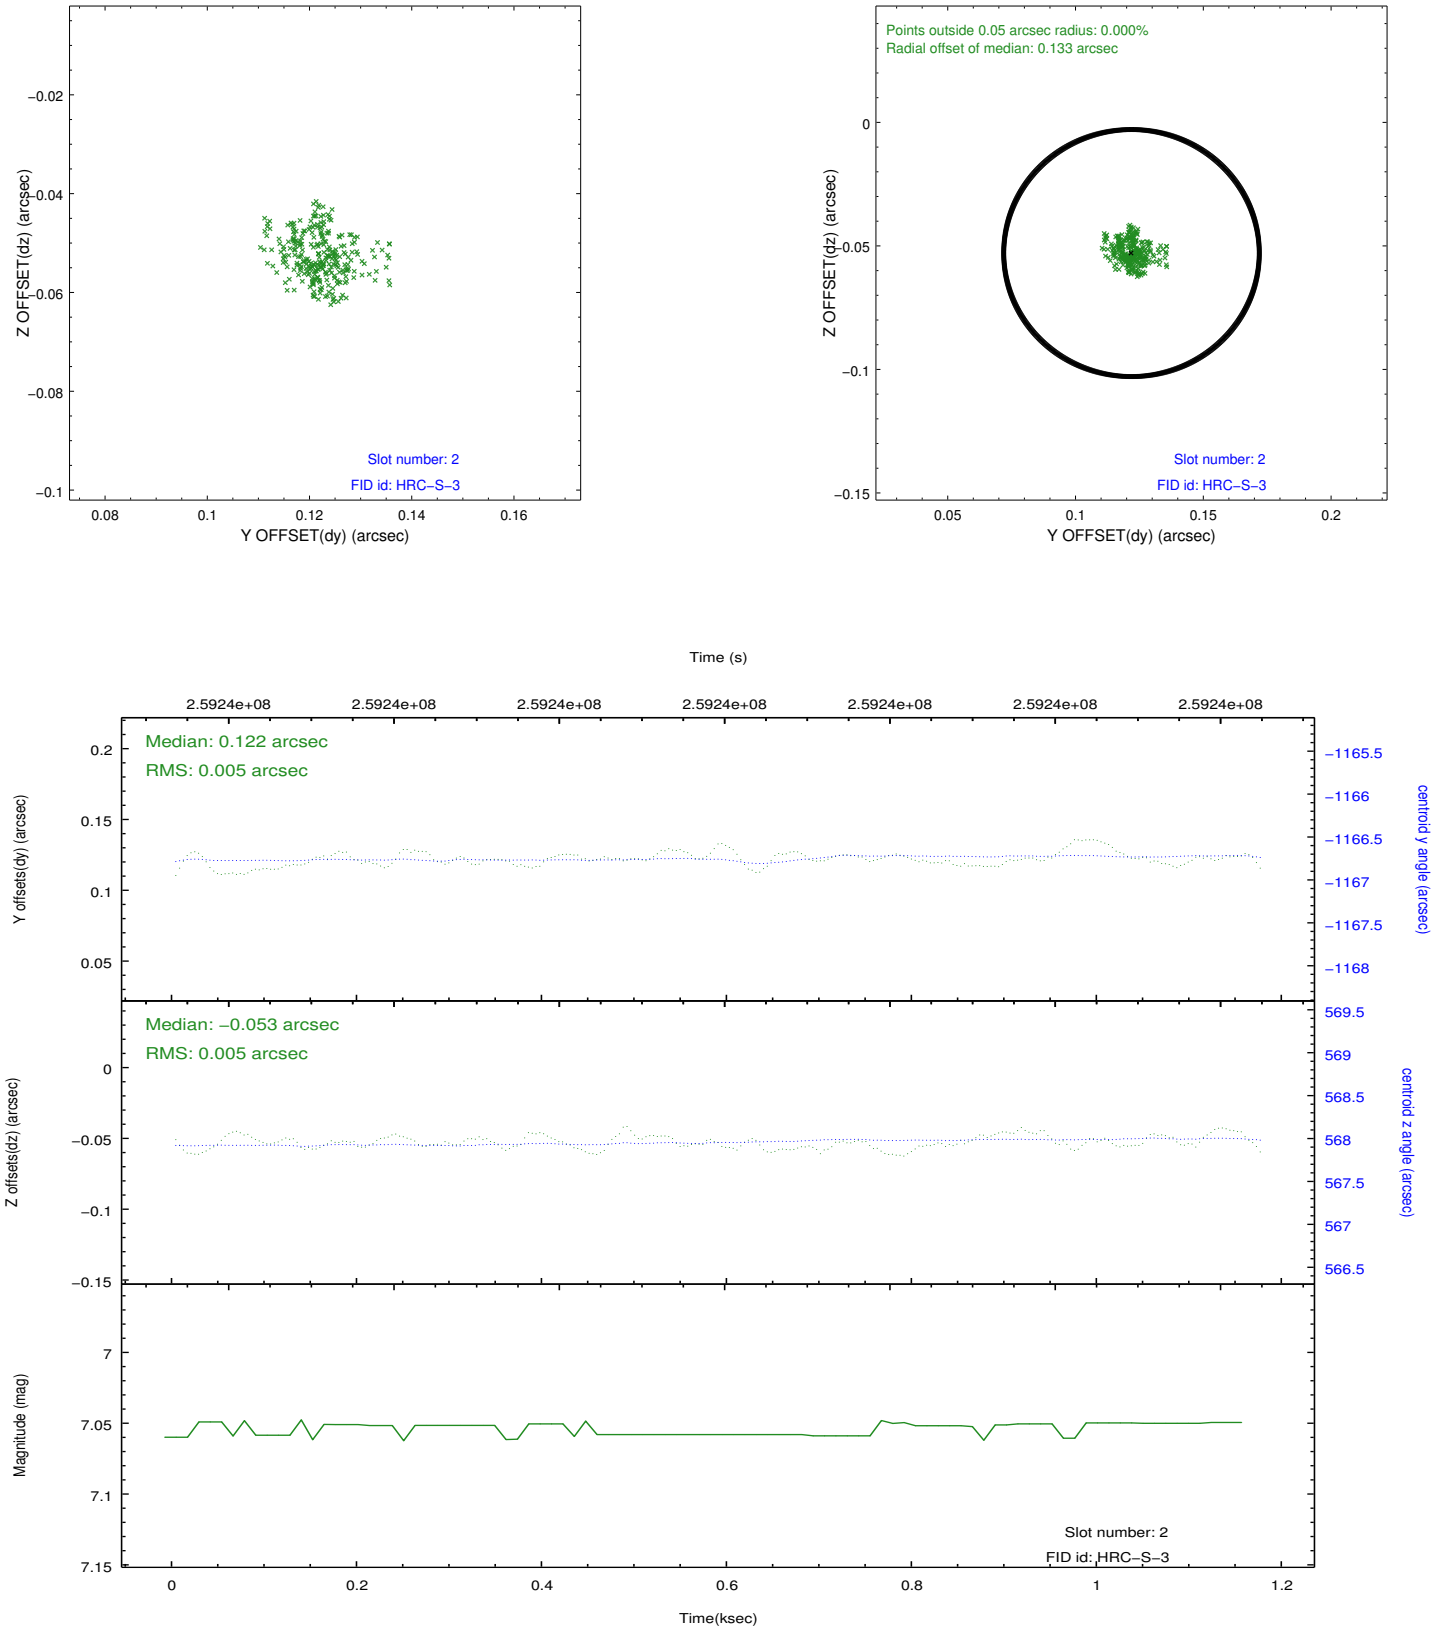 −0.02
−0.04
−0.06
−0.08
−0.1
Z OFFSET(dz) (arcsec)
0.08 0.1 0.12 0.14 0.16
Y OFFSET(dy) (arcsec)
Slot number: 2
FID id: HRC−S−3
Points outside 0.05 arcsec radius: 0.000%
Radial offset of median: 0.133 arcsec
0
−0.05
−0.1
−0.15
Z OFFSET(dz) (arcsec)
0.05 0.1 0.15 0.2
Y OFFSET(dy) (arcsec)
Slot number: 2
FID id: HRC−S−3
Time (s)
2.5924e+08 2.5924e+08 2.5924e+08 2.5924e+08 2.5924e+08 2.5924e+08 2.5924e+08
Median: 0.122 arcsec
RMS: 0.005 arcsec
0.2
0.15
0.1
0.05
Y offsets(dy) (arcsec)
−1165.5
−1166
−1166.5
−1167
−1167.5
−1168
centroid y angle (arcsec)
Median: −0.053 arcsec
RMS: 0.005 arcsec
0
−0.05
−0.1
−0.15
Z offsets(dz) (arcsec)
569.5
569
568.5
568
567.5
567
566.5
centroid z angle (arcsec)
7
7.05
7.1
7.15
Magnitude (mag)
Slot number: 2
FID id: HRC−S−3
0 0.2 0.4 0.6 0.8 1 1.2
Time(ksec)